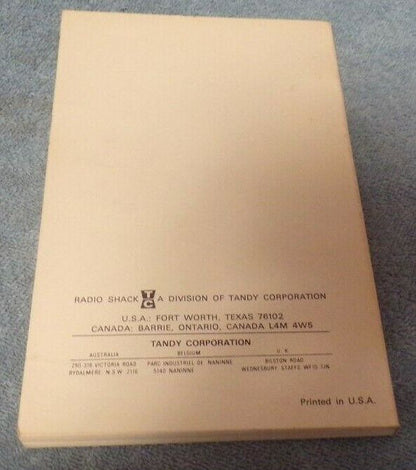 RADIO SHACK TC A DIVISION OF TANDY CORPORATION
U.S.A.: FORT WORTH, TEXAS 76102
CANADA: BARRIE, ONTARIO, CANADA L4M 4W5
TANDY CORPORATION
AUSTRALIA BELGIUM U. K.
280-316 VICTORIA ROAD PARC INDUSTRIEL DE NANINNE BILSTON ROAD
RYDALMERE N.S.W. 2116 5140 NANINNE WEDNESBURY, STAFFS WS10 7JN
Printed in U.S.A.